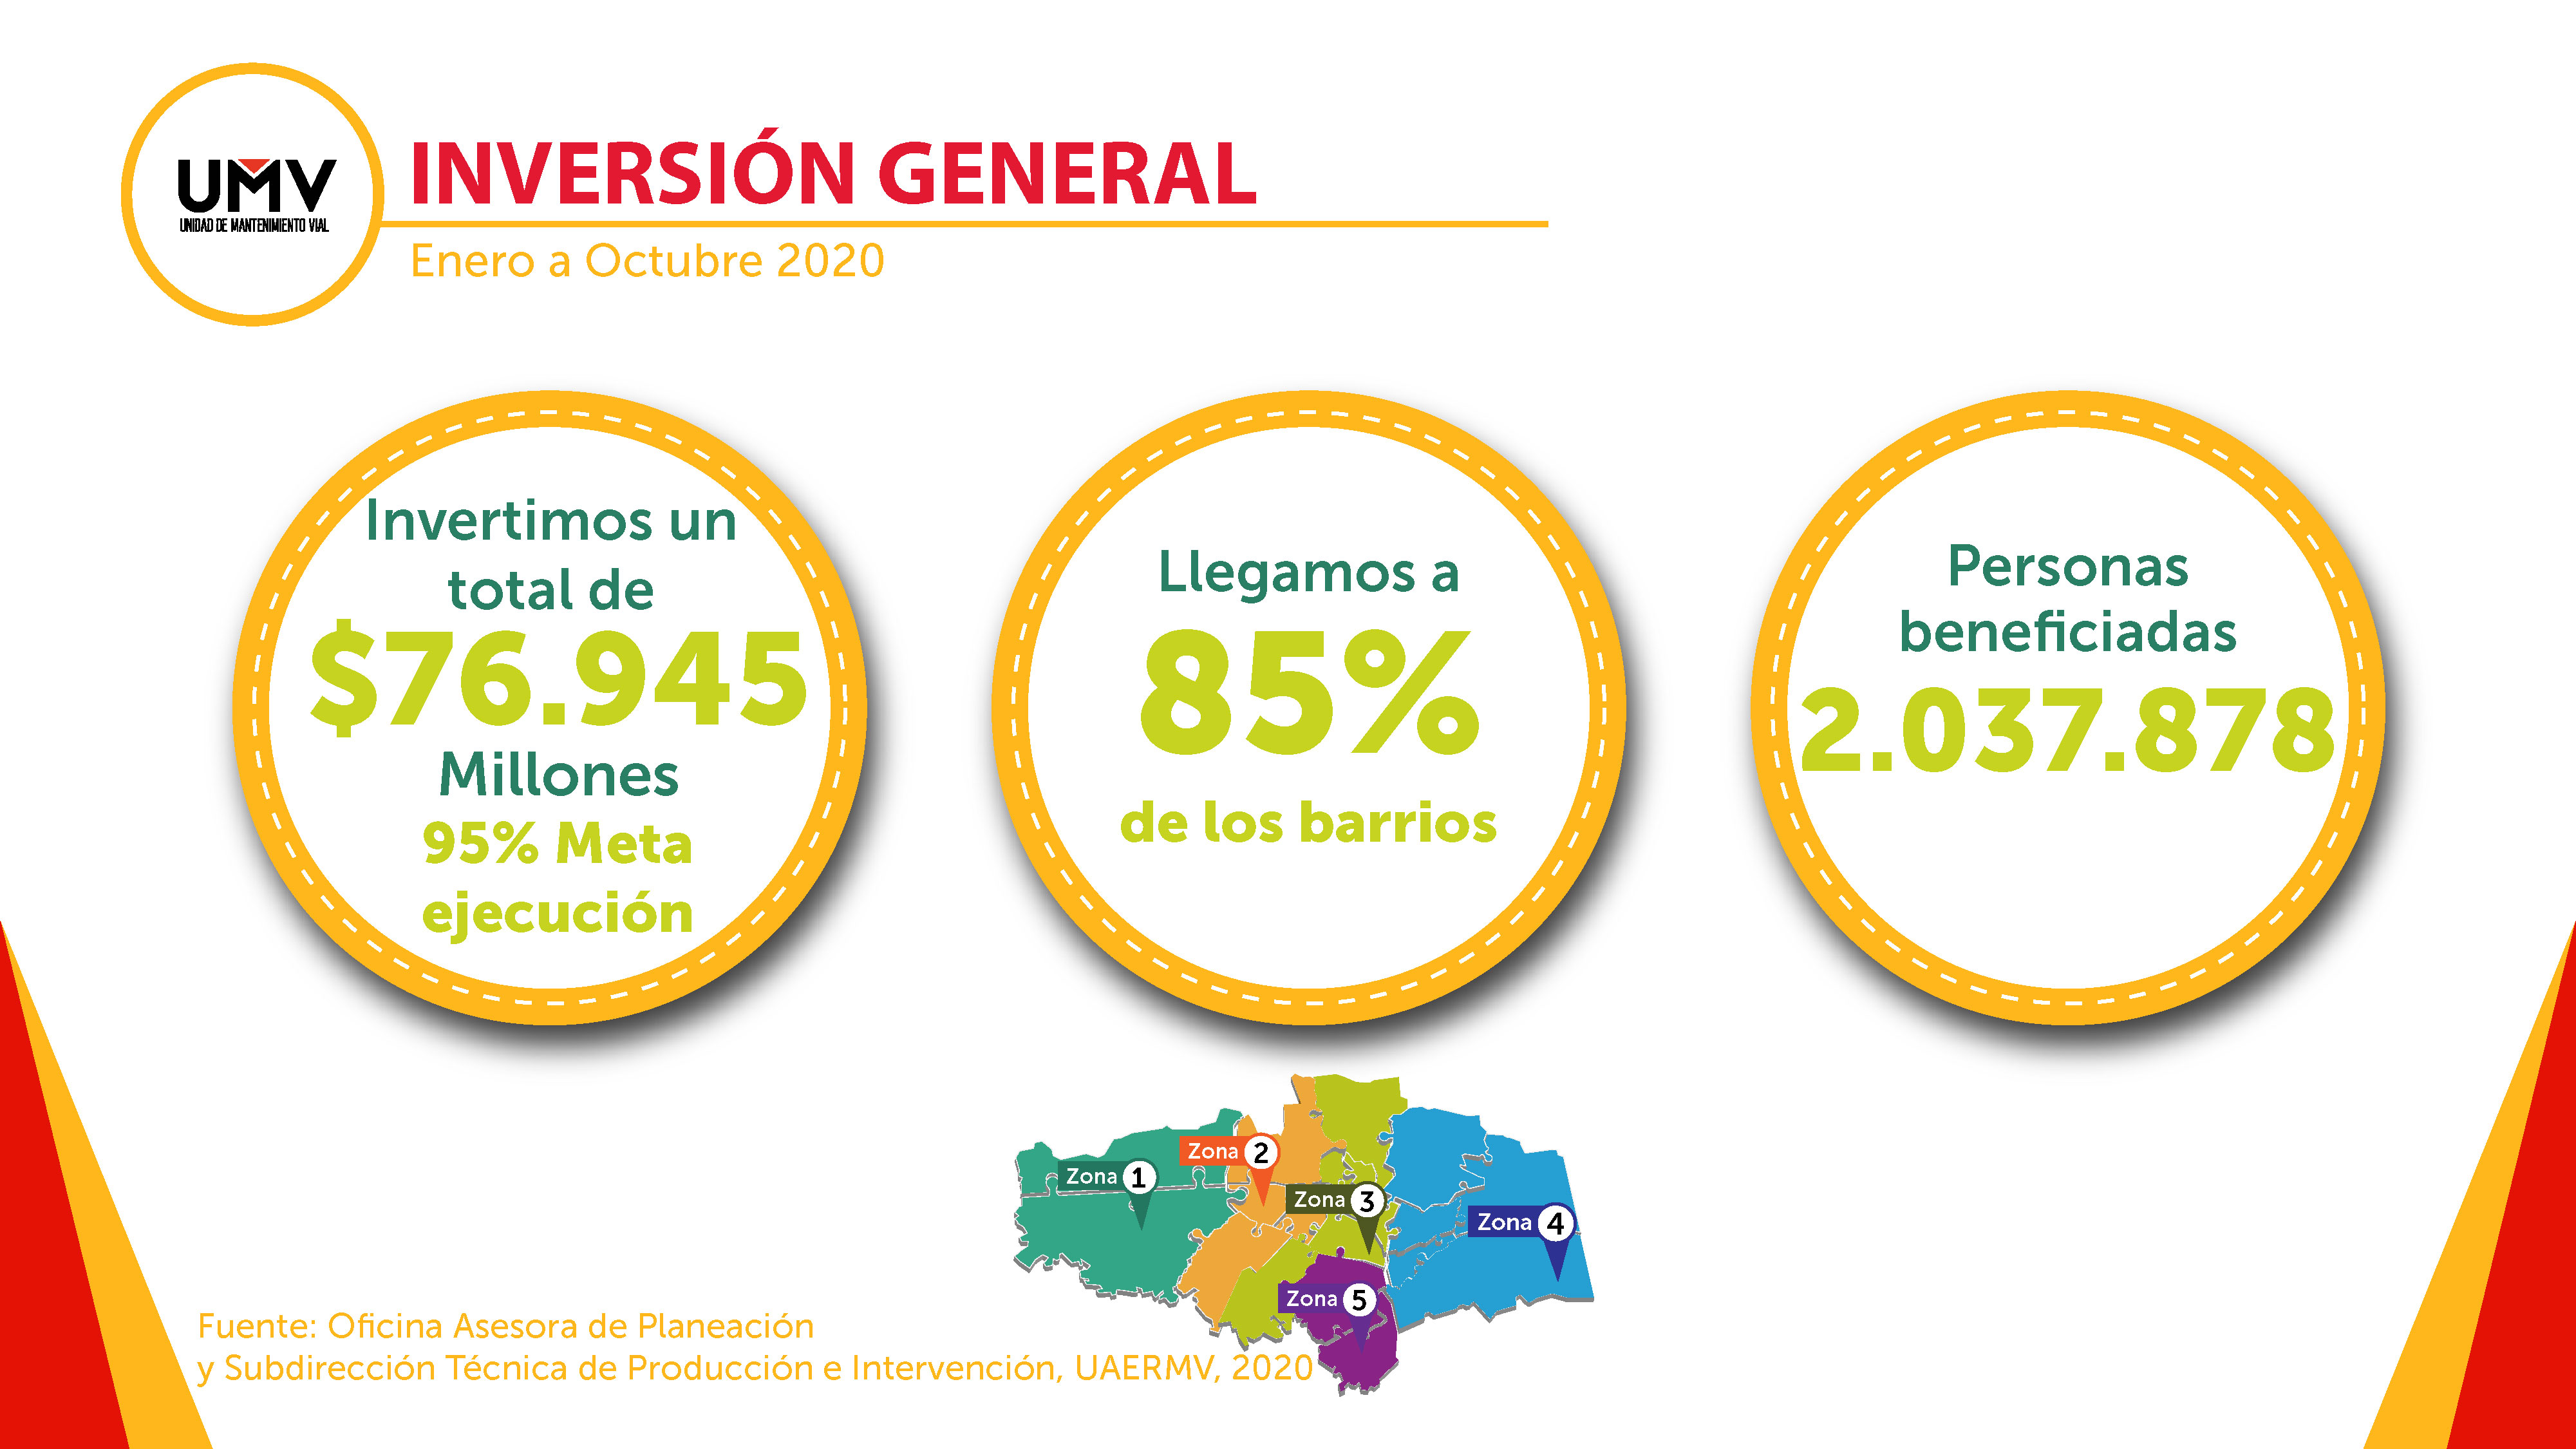 UMV
UNIDAD DE MANTENIMIENTO VIAL
INVERSIÓN GENERAL
Enero a Octubre 2020
Invertimos un
total de
$76.945
Millones
95% Meta
ejecución
Llegamos a
85%
de los barrios
Personas
beneficiadas
2.037.878
Zona 1
Zona 2
Zona 3
Zona 4
Zona 5
Fuente: Oficina Asesora de Planeación
y Subdirección Técnica de Producción e Intervención, UAERMV, 2020